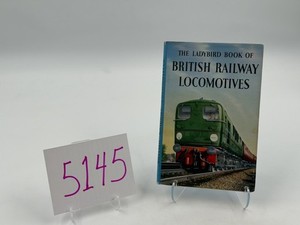 THE LADYBIRD BOOK OF
BRITISH RAILWAY
LOCOMOTIVES
5145